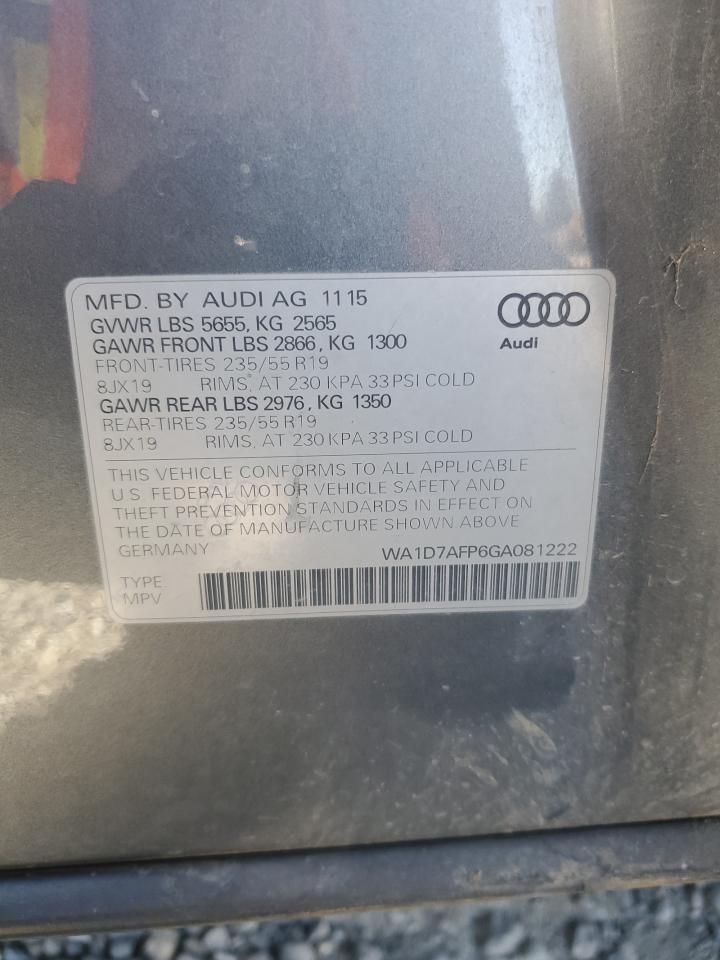 MFD. BY AUDI AG 11 15
GVWR LBS 5655, KG 2565
GAWR FRONT LBS 2866, KG 1300
FRONT-TIRES 235/55 R19
8JX19 RIMS, AT 230 KPA 33 PSI COLD
GAWR REAR LBS 2976, KG 1350
REAR-TIRES 235/55 R19
8JX19 RIMS, AT 230 KPA 33 PSI COLD
Audi
THIS VEHICLE CONFORMS TO ALL APPLICABLE
U.S. FEDERAL MOTOR VEHICLE SAFETY AND
THEFT PREVENTION STANDARDS IN EFFECT ON
THE DATE OF MANUFACTURE SHOWN ABOVE
GERMANY WA1D7AFP6GA081222
TYPE
MPV